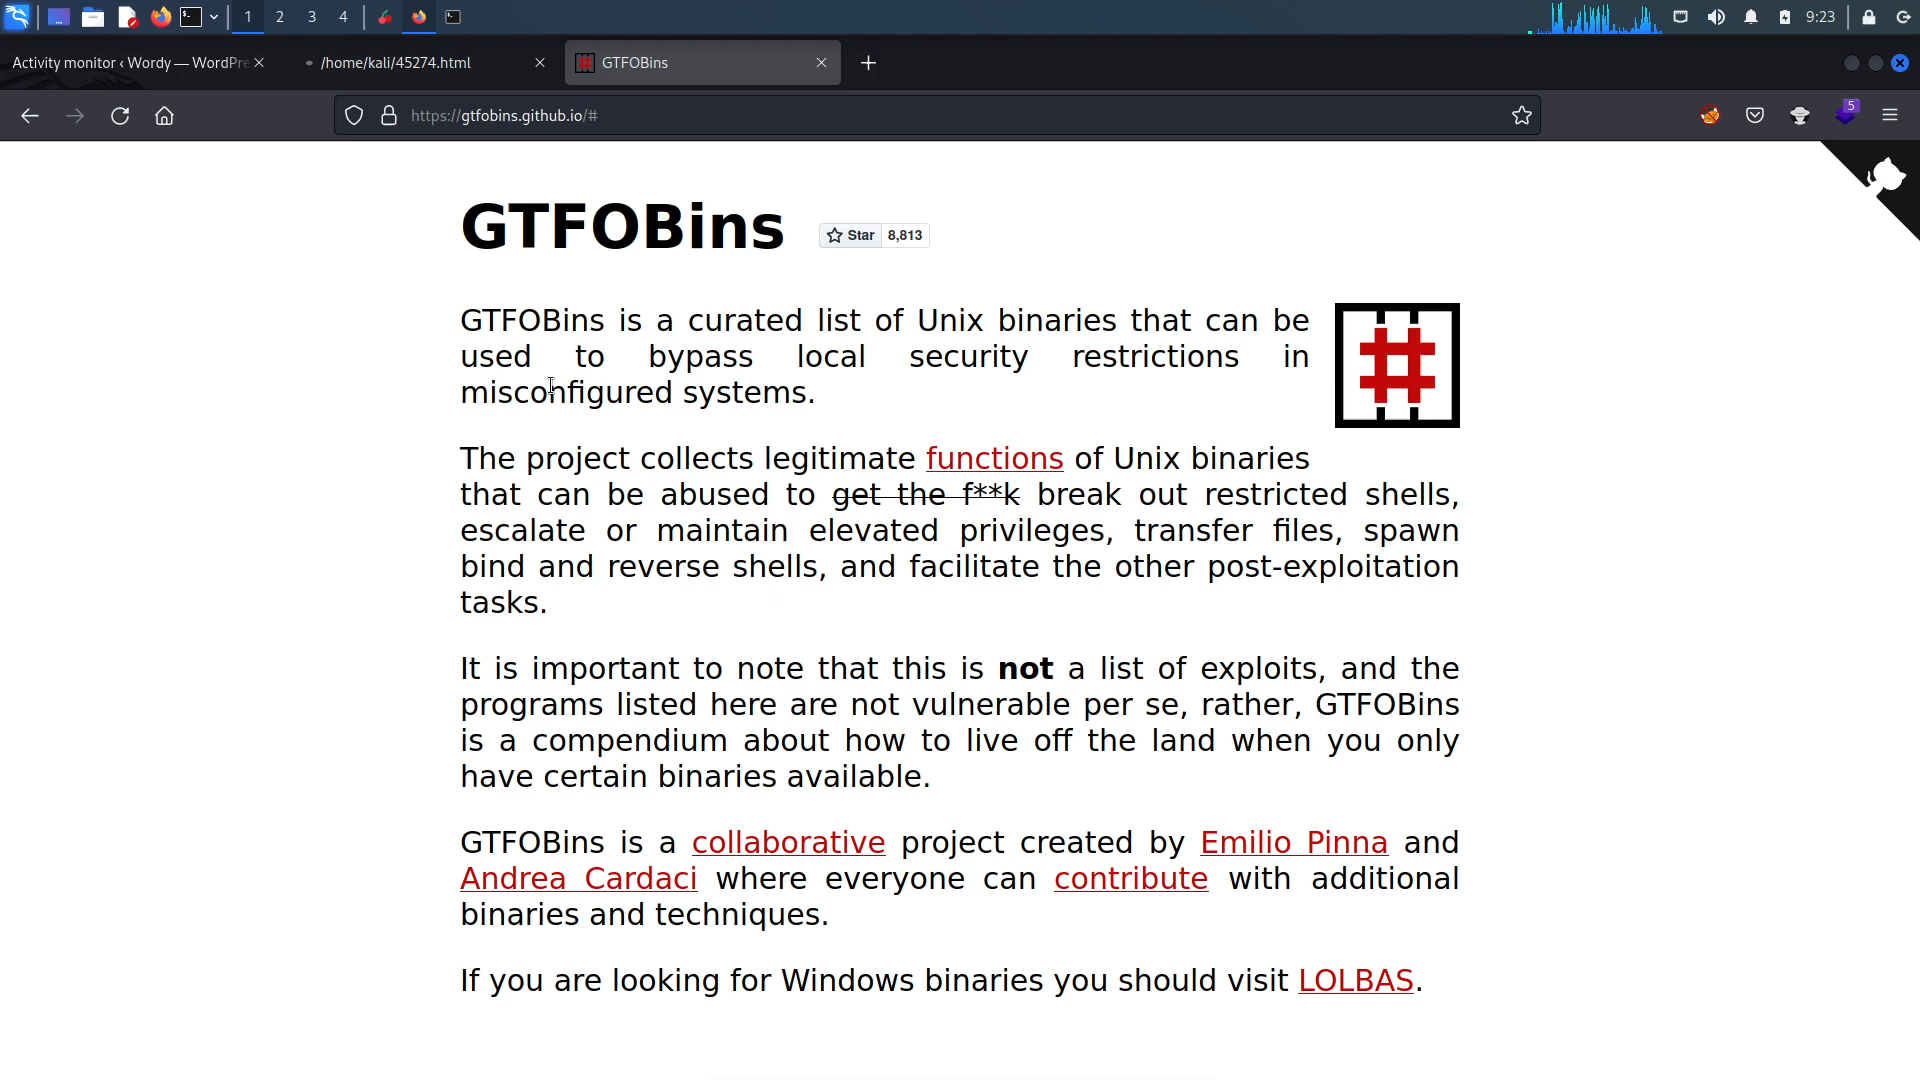 1 2 3 4 9:23
Activity monitor ‹ Wordy — WordPre /home/kali/45274.html GTFOBins
https://gtfobins.github.io/# 5
GTFOBins Star 8,813
GTFOBins is a curated list of Unix binaries that can be
used to bypass local security restrictions in
misconfigured systems.
The project collects legitimate functions of Unix binaries
that can be abused to get the f**k break out restricted shells,
escalate or maintain elevated privileges, transfer files, spawn
bind and reverse shells, and facilitate the other post-exploitation
tasks.
It is important to note that this is not a list of exploits, and the
programs listed here are not vulnerable per se, rather, GTFOBins
is a compendium about how to live off the land when you only
have certain binaries available.
GTFOBins is a collaborative project created by Emilio Pinna and
Andrea Cardaci where everyone can contribute with additional
binaries and techniques.
If you are looking for Windows binaries you should visit LOLBAS.